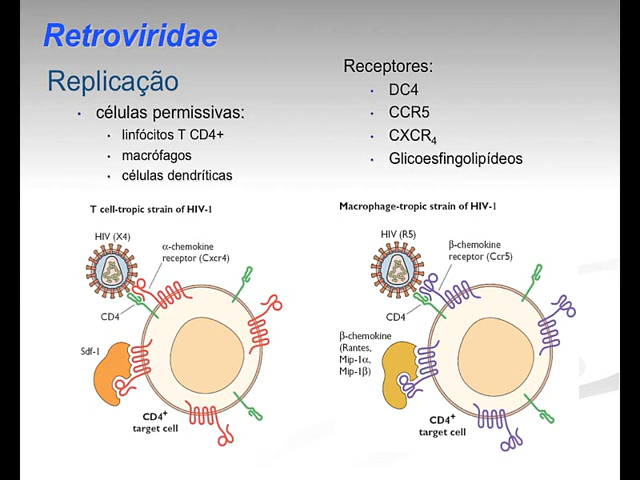 Retroviridae
Replicação
• células permissivas:
• linfócitos T CD4+
• macrófagos
• células dendríticas
Receptores:
• DC4
• CCR5
• CXCR₄
• Glicoesfingolipídeos
T cell-tropic strain of HIV-1
HIV (X4)
α-chemokine
receptor (Cxcr4)
CD4
Sdf-1
CD4⁺
target cell
Macrophage-tropic strain of HIV-1
HIV (R5)
β-chemokine
receptor (Ccr5)
CD4
β-chemokine
(Rantes,
Mip-1α,
Mip-1β)
CD4⁺
target cell